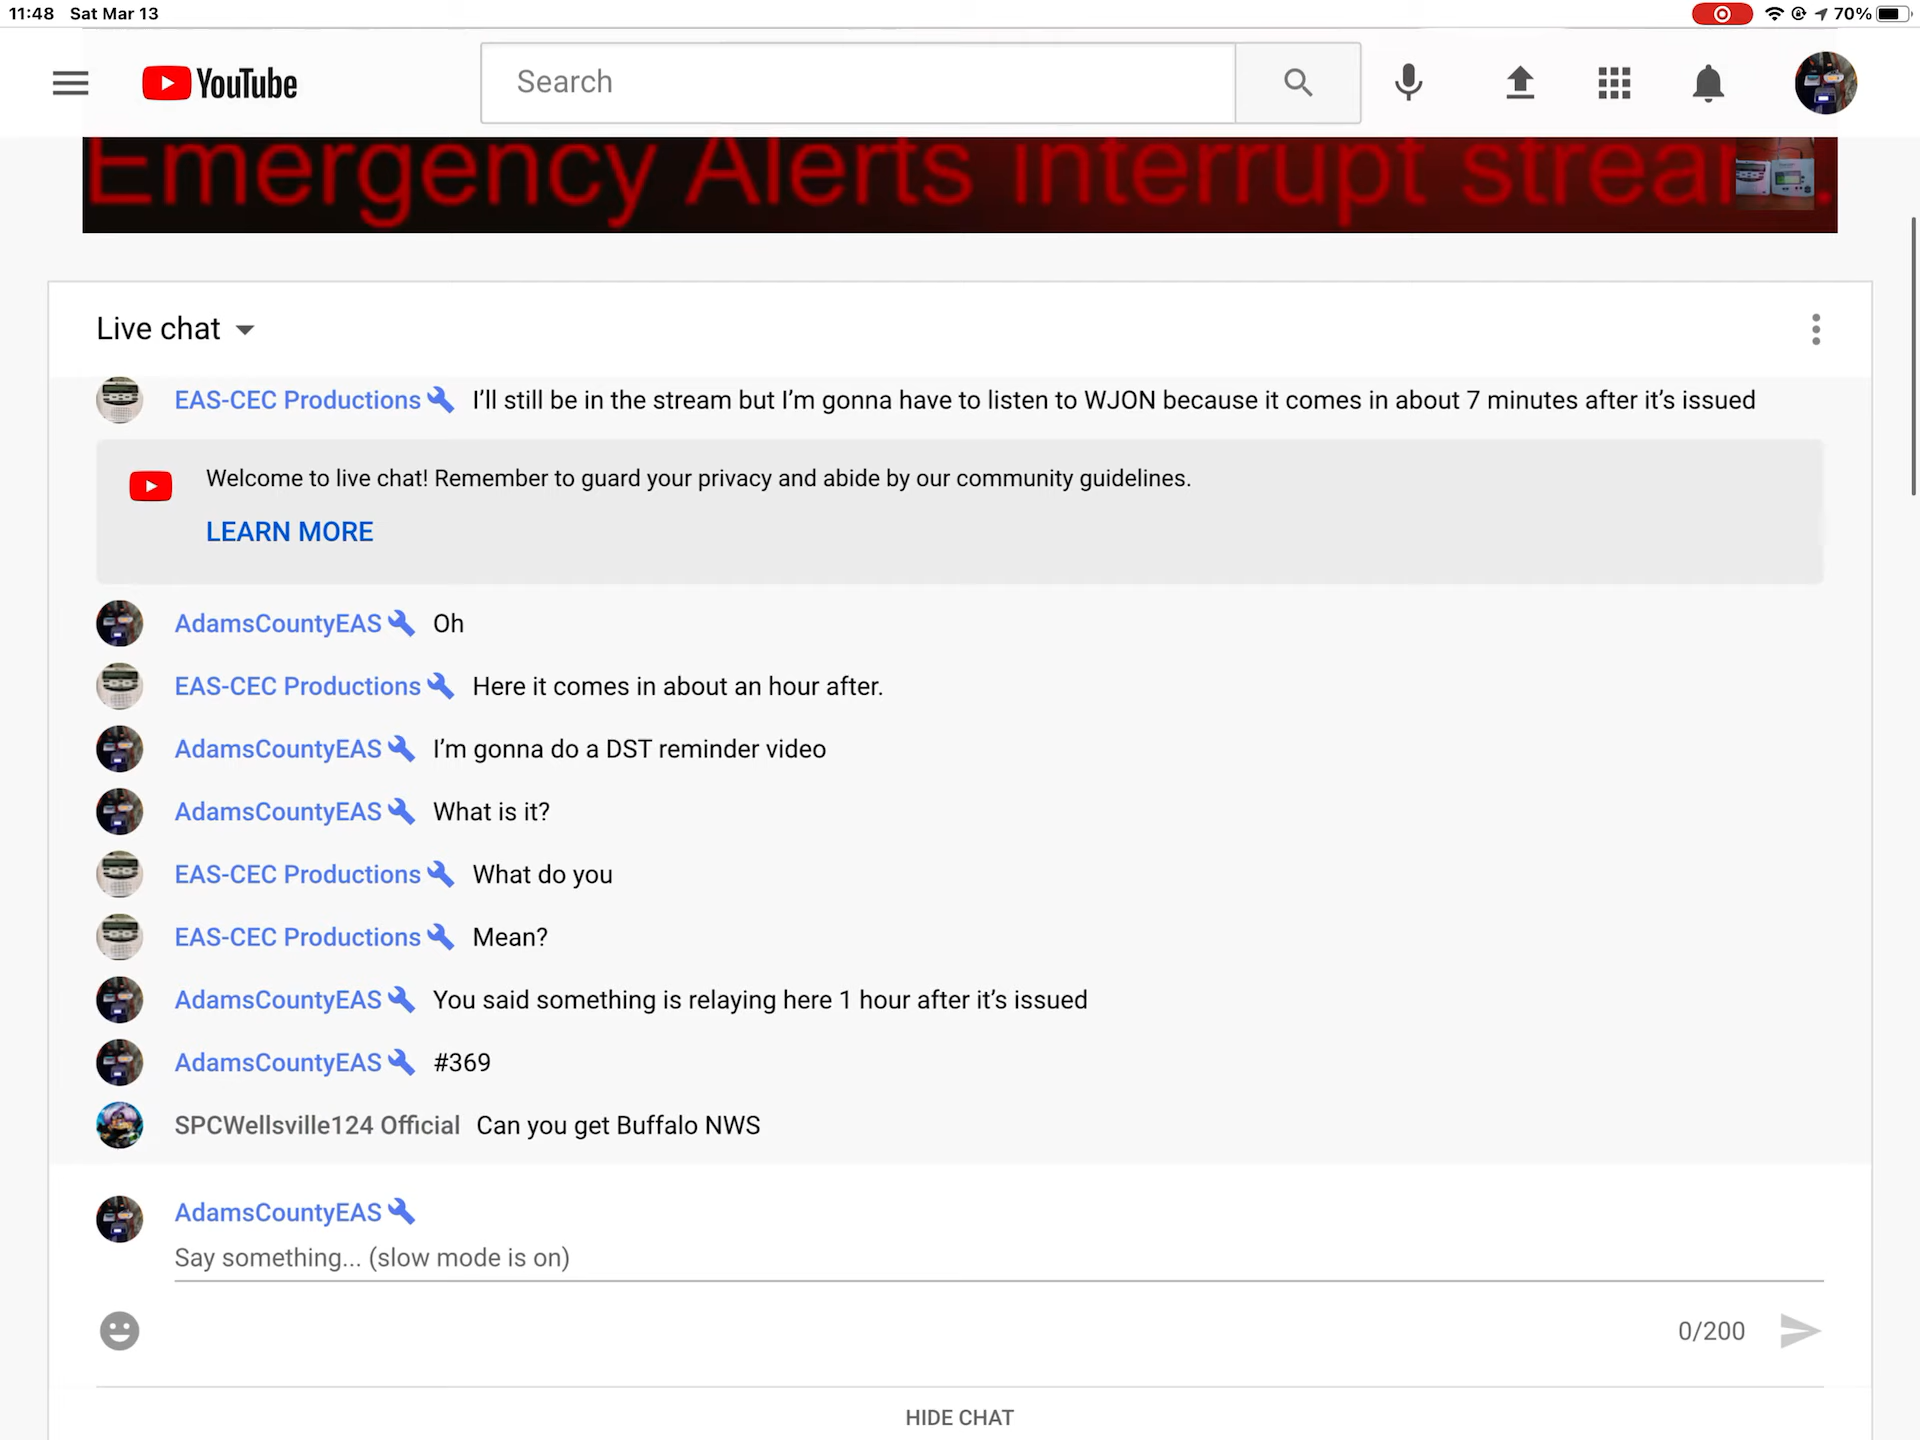 11:48 Sat Mar 13
70%
YouTube
Search
Emergency Alerts interrupt strea
Live chat
EAS-CEC Productions I’ll still be in the stream but I’m gonna have to listen to WJON because it comes in about 7 minutes after it’s issued
Welcome to live chat! Remember to guard your privacy and abide by our community guidelines.
LEARN MORE
AdamsCountyEAS Oh
EAS-CEC Productions Here it comes in about an hour after.
AdamsCountyEAS I’m gonna do a DST reminder video
AdamsCountyEAS What is it?
EAS-CEC Productions What do you
EAS-CEC Productions Mean?
AdamsCountyEAS You said something is relaying here 1 hour after it’s issued
AdamsCountyEAS #369
SPCWellsville124 Official Can you get Buffalo NWS
AdamsCountyEAS
Say something... (slow mode is on)
0/200
HIDE CHAT